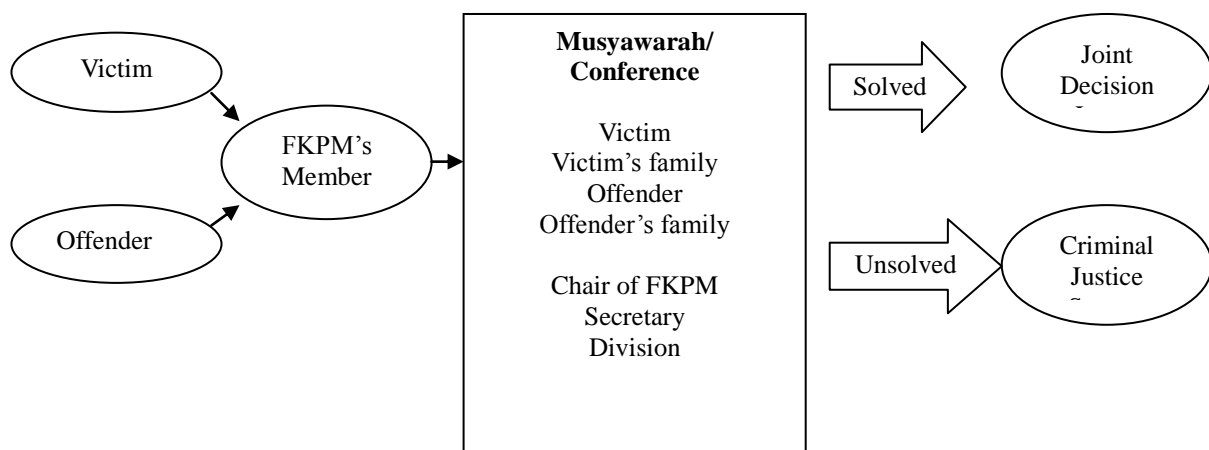 Victim
Offender
FKPM’s
Member
Musyawarah/
Conference
Victim
Victim’s family
Offender
Offender’s family
Chair of FKPM
Secretary
Division
Solved
Unsolved
Joint
Decision
Criminal
Justice